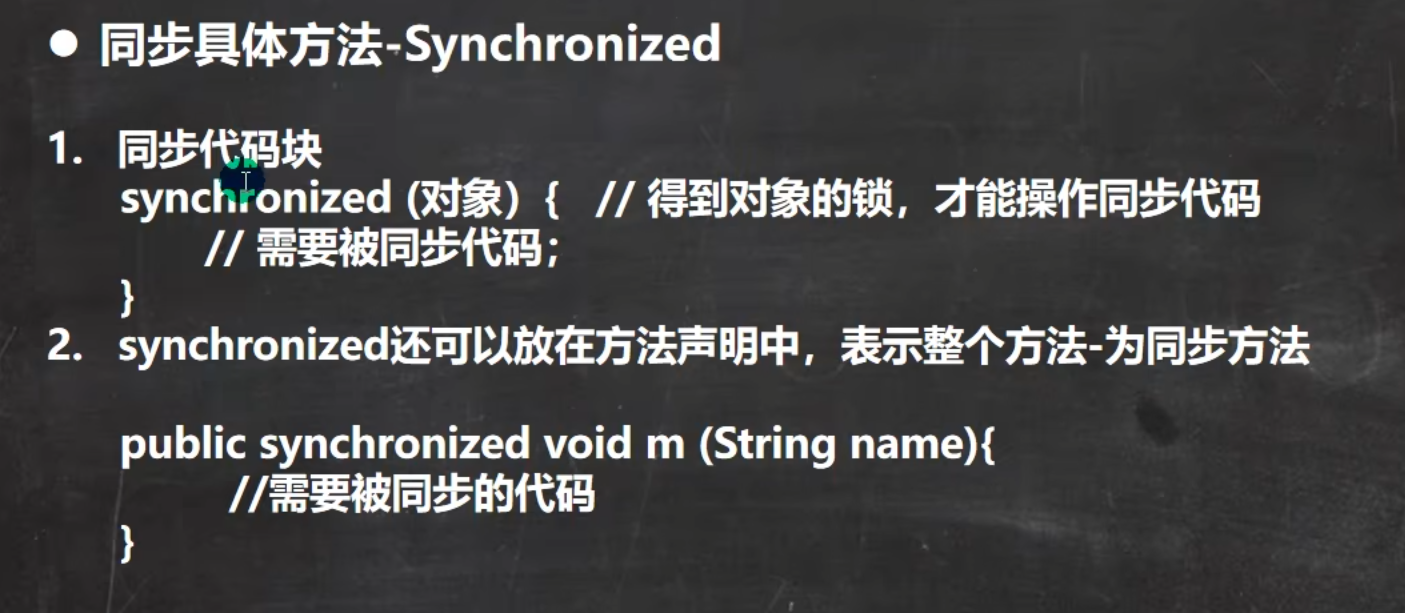 ● 同步具体方法-Synchronized
1. 同步代码块
synchronized (对象）{ // 得到对象的锁，才能操作同步代码
// 需要被同步代码；
}
2. synchronized还可以放在方法声明中，表示整个方法-为同步方法
public synchronized void m (String name){
//需要被同步的代码
}